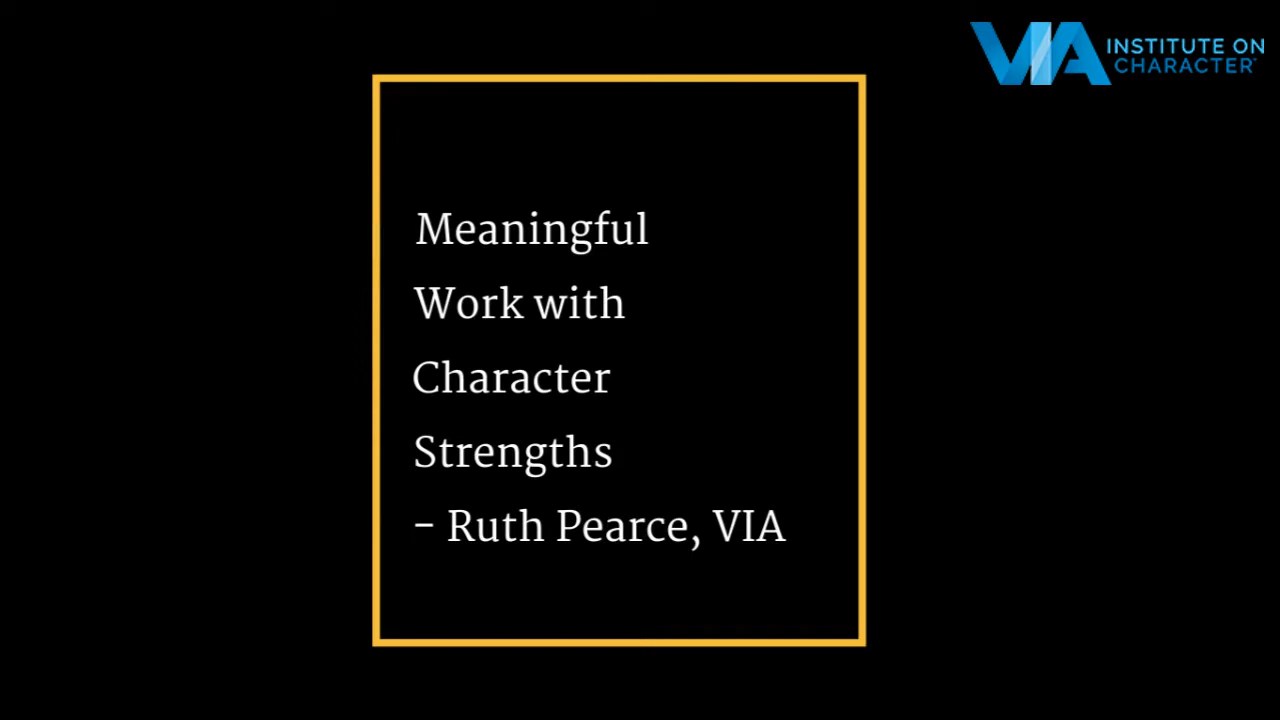 VIA INSTITUTE ON
CHARACTER
Meaningful
Work with
Character
Strengths
- Ruth Pearce, VIA